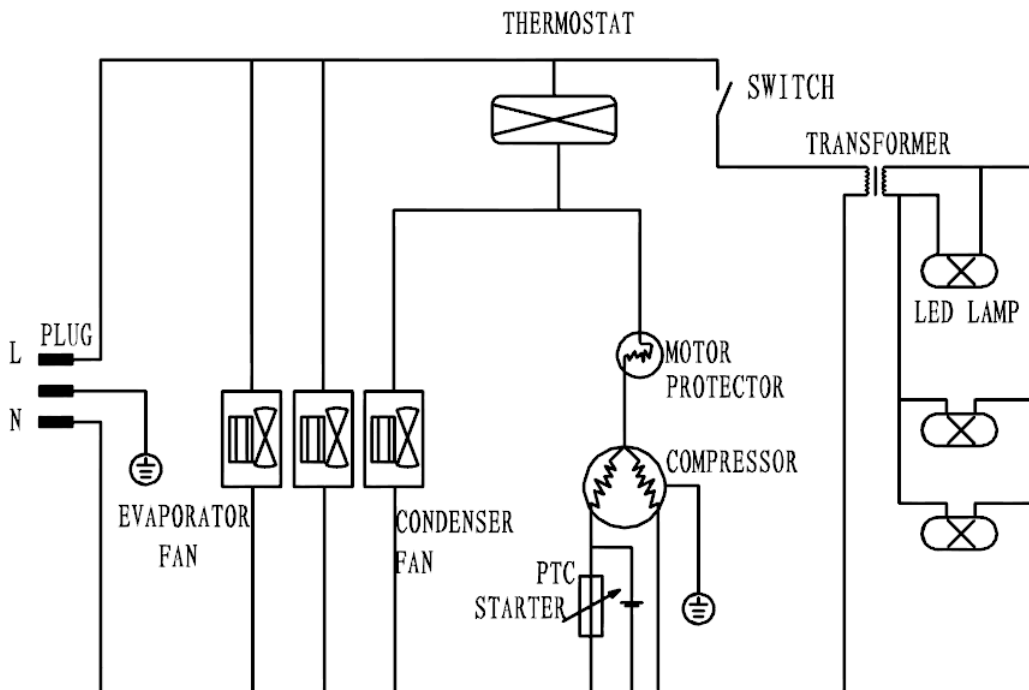 THERMOSTAT
SWITCH
TRANSFORMER
LED LAMP
PLUG
L
N
MOTOR
PROTECTOR
COMPRESSOR
EVAPORATOR
FAN
CONDENSER
FAN
PTC
STARTER